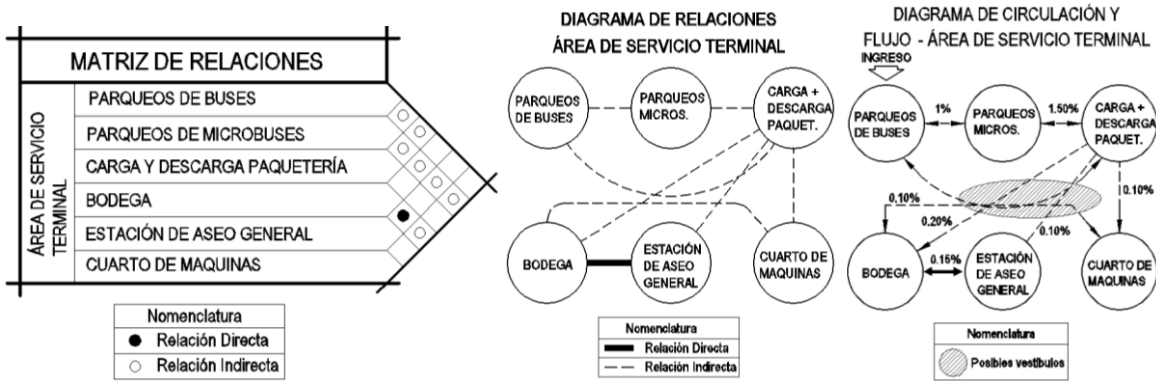 MATRIZ DE RELACIONES
ÁREA DE SERVICIO
TERMINAL
PARQUEOS DE BUSES
PARQUEOS DE MICROBUSES
CARGA Y DESCARGA PAQUETERÍA
BODEGA
ESTACIÓN DE ASEO GENERAL
CUARTO DE MAQUINAS
Nomenclatura
Relación Directa
Relación Indirecta
DIAGRAMA DE RELACIONES
ÁREA DE SERVICIO TERMINAL
PARQUEOS
DE BUSES
PARQUEOS
MICROS.
CARGA +
DESCARGA
PAQUET.
BODEGA
ESTACIÓN
DE ASEO
GENERAL
CUARTO DE
MAQUINAS
Nomenclatura
Relación Directa
Relación Indirecta
DIAGRAMA DE CIRCULACIÓN Y
FLUJO - ÁREA DE SERVICIO TERMINAL
INGRESO
PARQUEOS
DE BUSES
1%
PARQUEOS
MICROS.
1.50%
CARGA +
DESCARGA
PAQUET.
0.10%
0.10%
0.20%
0.10%
BODEGA
0.15%
ESTACIÓN
DE ASEO
GENERAL
CUARTO DE
MAQUINAS
Nomenclatura
Posibles vestíbulos